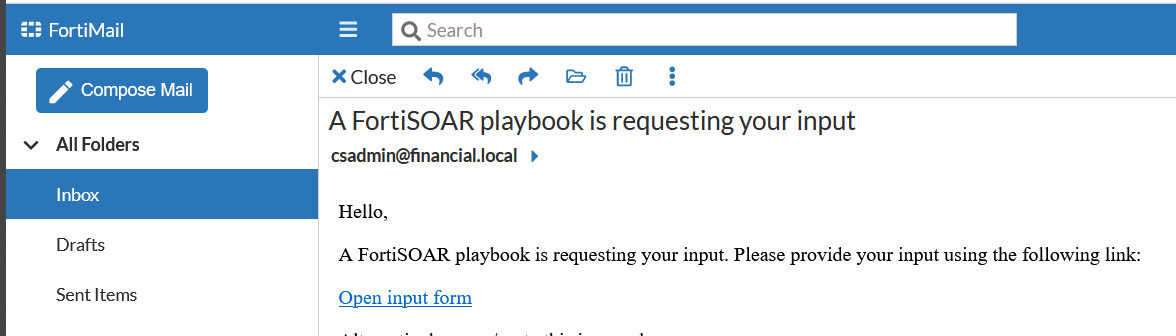 FortiMail
Search
Compose Mail
Close
All Folders
A FortiSOAR playbook is requesting your input
csadmin@financial.local
Inbox
Hello,
Drafts
A FortiSOAR playbook is requesting your input. Please provide your input using the following link:
Sent Items
Open input form